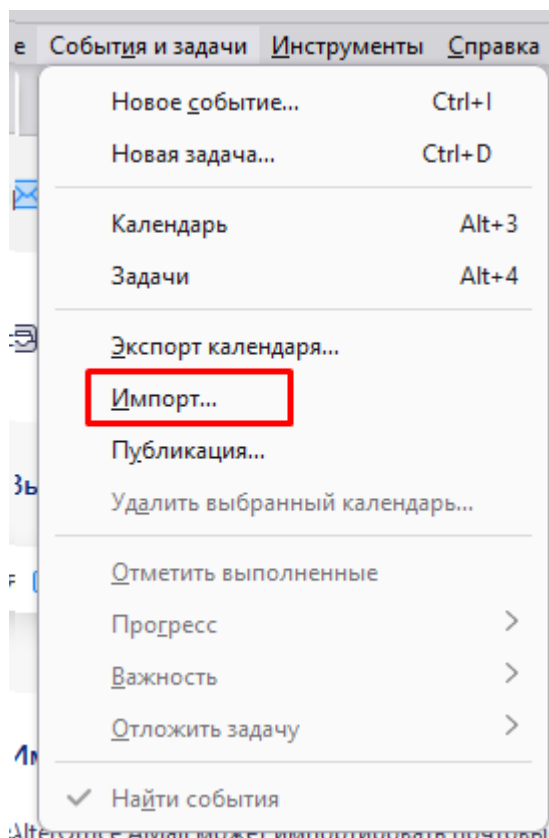 е События и задачи Инструменты Справка
Новое событие... Ctrl+I
Новая задача... Ctrl+D
Календарь Alt+3
Задачи Alt+4
Экспорт календаря...
Импорт...
Публикация...
Удалить выбранный календарь...
Отметить выполненные
Прогресс
Важность
Отложить задачу
Найти события